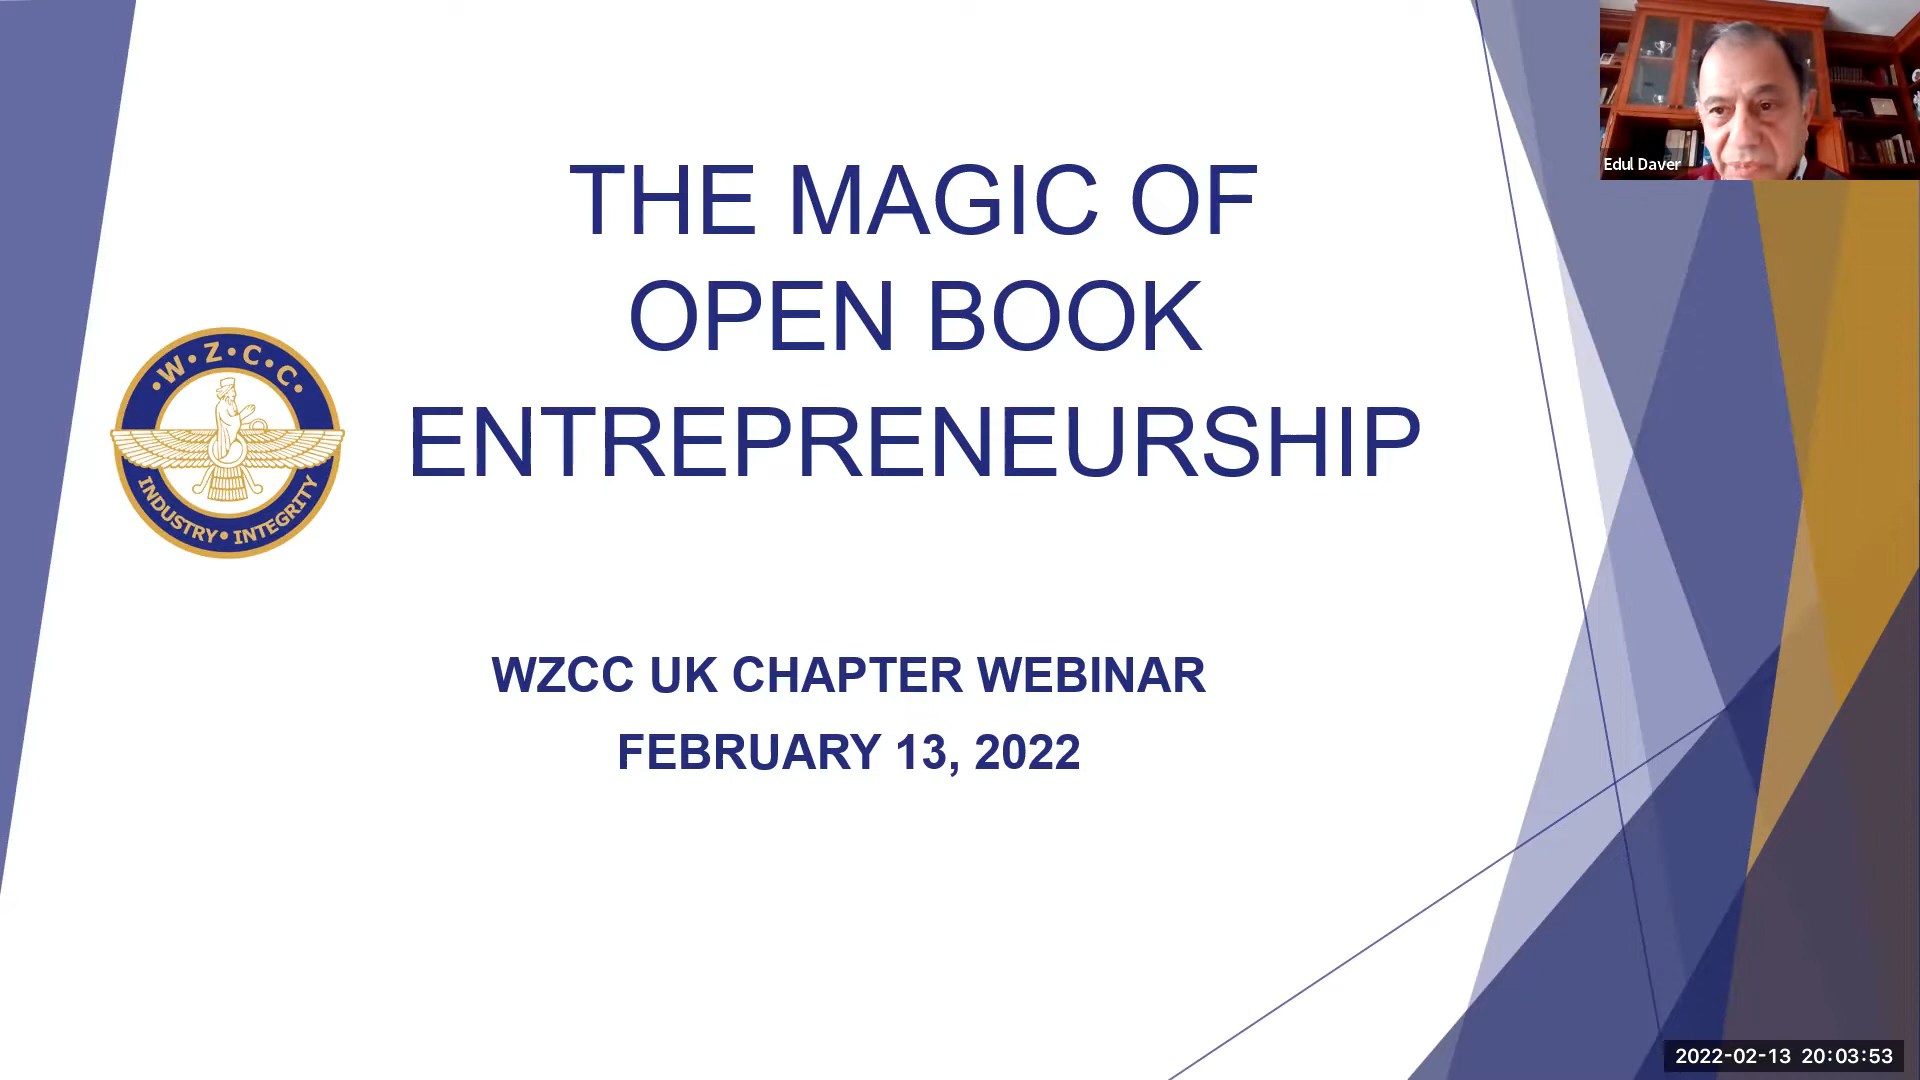 Edul Daver
THE MAGIC OF
OPEN BOOK
ENTREPRENEURSHIP
•W•Z•C•C•
INDUSTRY•INTEGRITY
WZCC UK CHAPTER WEBINAR
FEBRUARY 13, 2022
2022-02-13 20:03:53